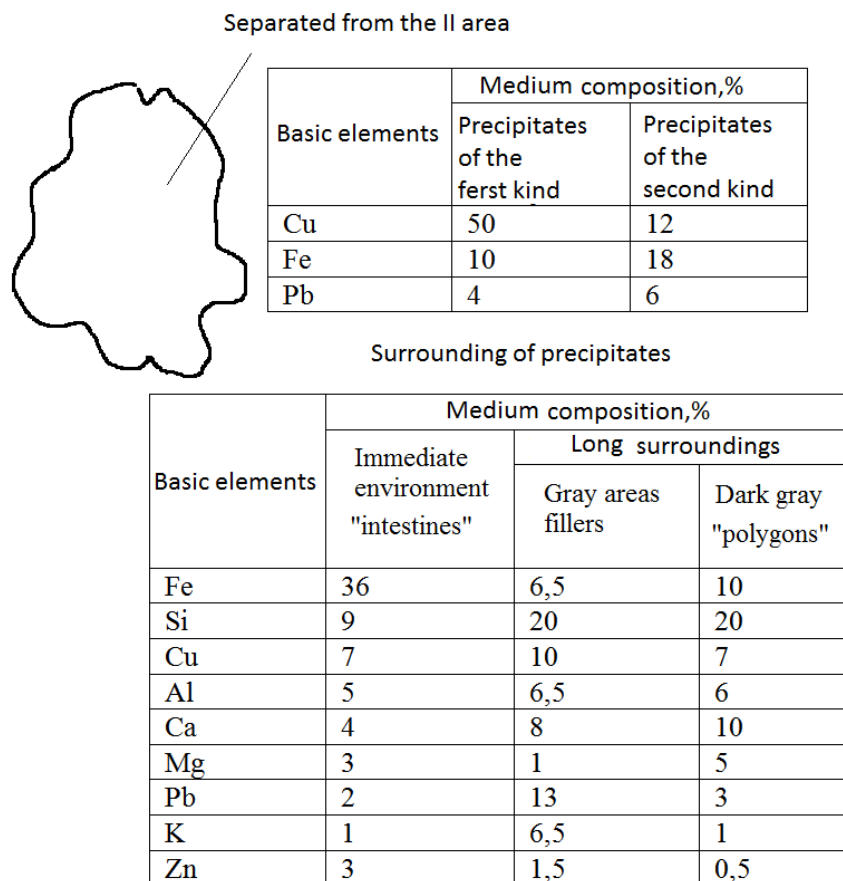 Separated from the II area
Basic elements
Medium composition,%
Precipitates of the ferst kind
Precipitates of the second kind
Cu 50 12
Fe 10 18
Pb 4 6
Surrounding of precipitates
Basic elements
Medium composition,%
Immediate environment "intestines"
Long surroundings
Gray areas fillers
Dark gray "polygons"
Fe 36 6,5 10
Si 9 20 20
Cu 7 10 7
Al 5 6,5 6
Ca 4 8 10
Mg 3 1 5
Pb 2 13 3
K 1 6,5 1
Zn 3 1,5 0,5